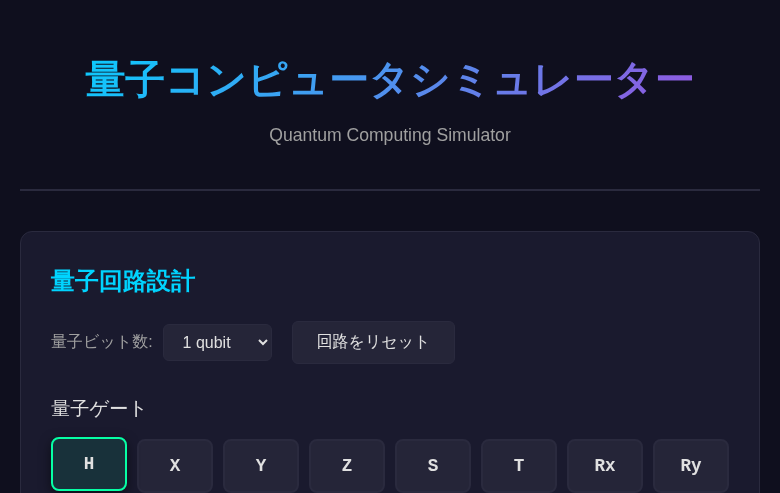 量子コンピュータシミュレーター
Quantum Computing Simulator
量子回路設計
量子ビット数: 1 qubit 回路をリセット
量子ゲート
H X Y Z S T Rx Ry